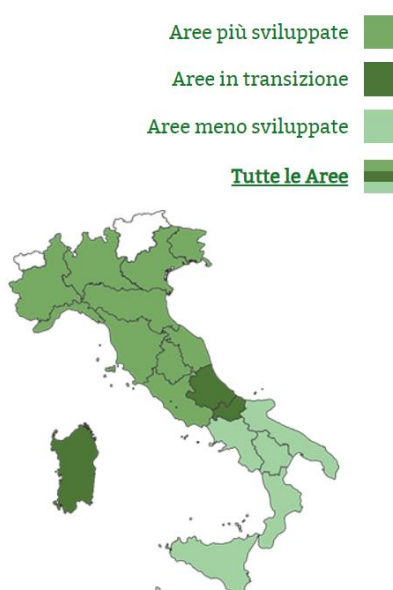 Aree più sviluppate
Aree in transizione
Aree meno sviluppate
Tutte le Aree